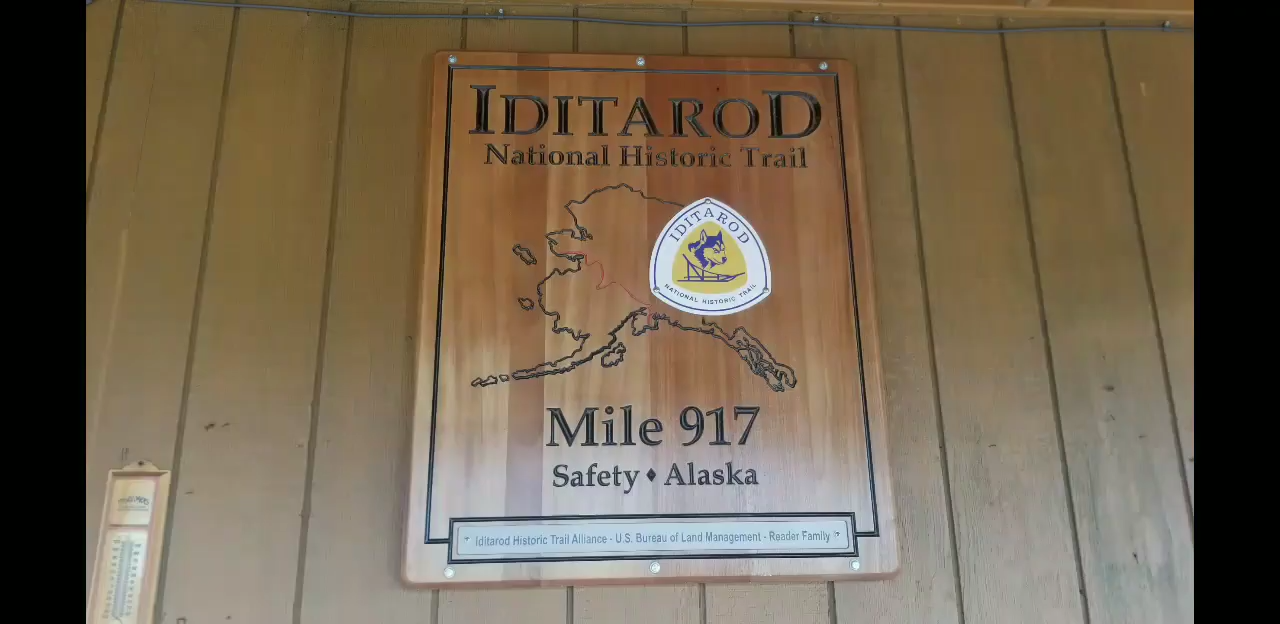 IDITAROD
National Historic Trail
IDITAROD
NATIONAL HISTORIC TRAIL
Mile 917
Safety ♦ Alaska
Iditarod Historic Trail Alliance - U.S. Bureau of Land Management - Reader Family